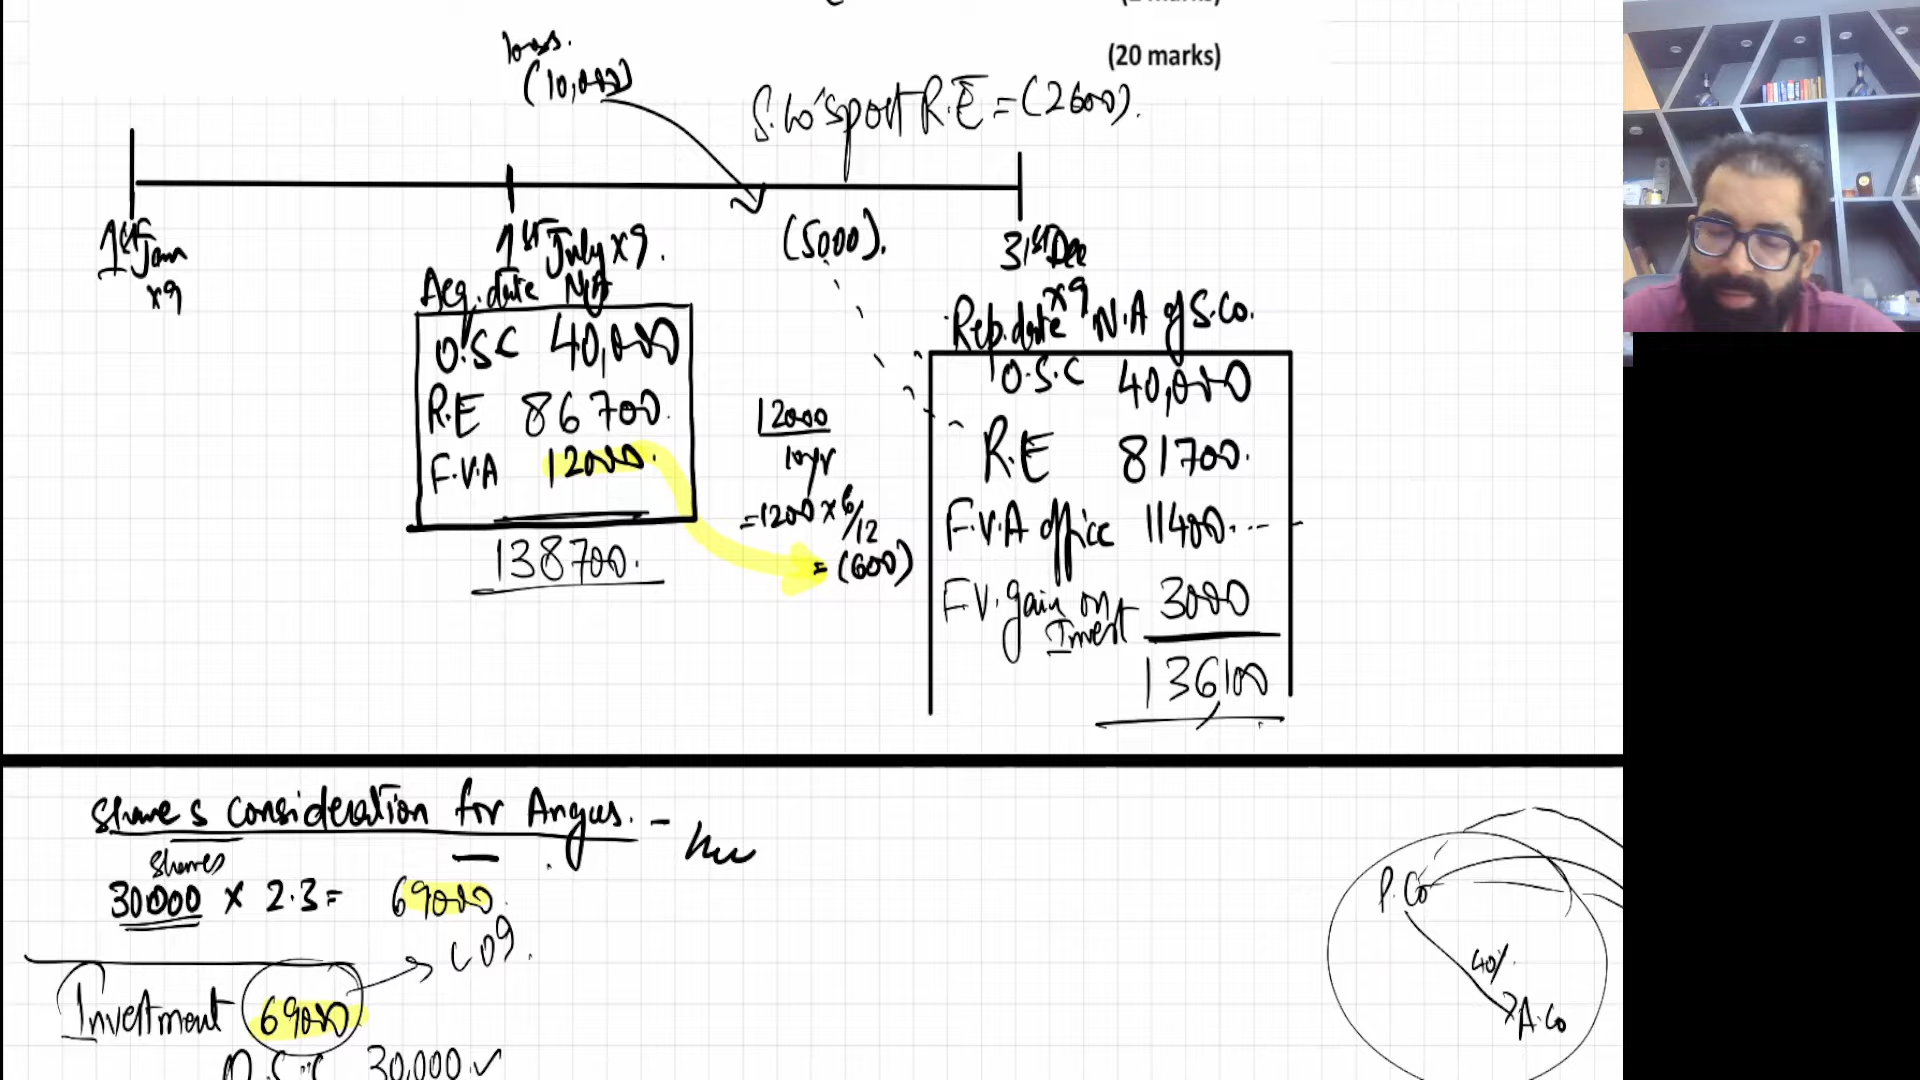 (20 marks)
loss.
(10,000)
S.Co's post R.E = (2600).
1st Jan x9
1st July x9.
(5000).
31st Dec x9
Acq. date N.A
O.S.C 40,000
R.E 86700.
F.V.A 12000.
138700.
12000
10yr
=1200 x 6/12
= (600)
Rep. date N.A of S.Co.
O.S.C 40,000
R.E 81700.
F.V.A office 11400.
F.V. gain on Invest 3000
136100
Shares consideration for Angus. -
shares
30000 x 2.3 = 69000.
Investment 69000
O.S.C 30,000 ✓
P.Co
40%.
A.Co